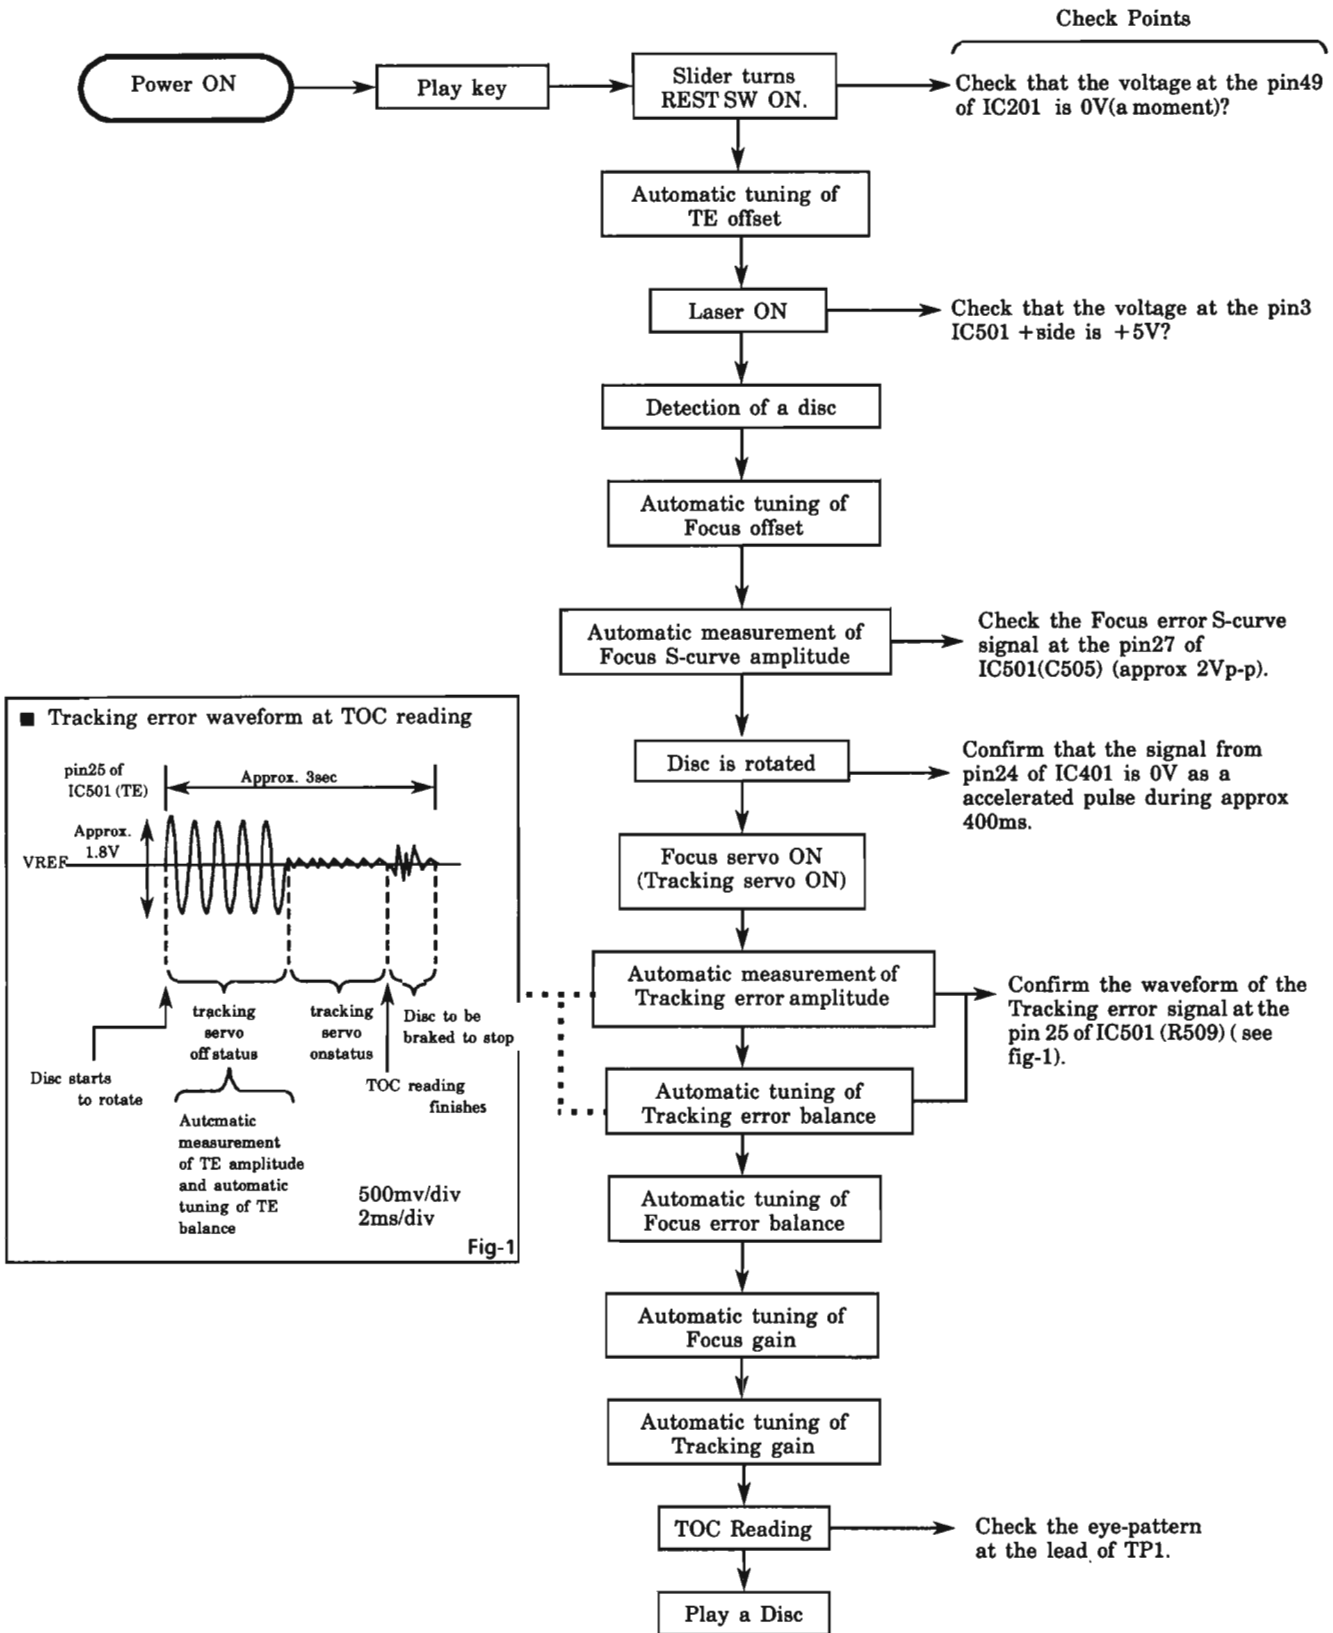 Check Points
Power ON
Play key
Slider turns
REST SW ON.
Check that the voltage at the pin49
of IC201 is 0V(a moment)?
Automatic tuning of
TE offset
Laser ON
Check that the voltage at the pin3
IC501 +side is +5V?
Detection of a disc
Automatic tuning of
Focus offset
Automatic measurement of
Focus S-curve amplitude
Check the Focus error S-curve
signal at the pin27 of
IC501(C505) (approx 2Vp-p).
Disc is rotated
Confirm that the signal from
pin24 of IC401 is 0V as a
accelerated pulse during approx
400ms.
Focus servo ON
(Tracking servo ON)
Automatic measurement of
Tracking error amplitude
Confirm the waveform of the
Tracking error signal at the
pin 25 of IC501 (R509) ( see
fig-1).
Automatic tuning of
Tracking error balance
Automatic tuning of
Focus error balance
Automatic tuning of
Focus gain
Automatic tuning of
Tracking gain
TOC Reading
Check the eye-pattern
at the lead of TP1.
Play a Disc
■ Tracking error waveform at TOC reading
pin25 of
IC501 (TE)
Approx. 3sec
Approx.
1.8V
VREF
tracking
servo
off status
tracking
servo
onstatus
Disc to be
braked to stop
Disc starts
to rotate
TOC reading
finishes
Automatic
measurement
of TE amplitude
and automatic
tuning of TE
balance
500mv/div
2ms/div
Fig-1